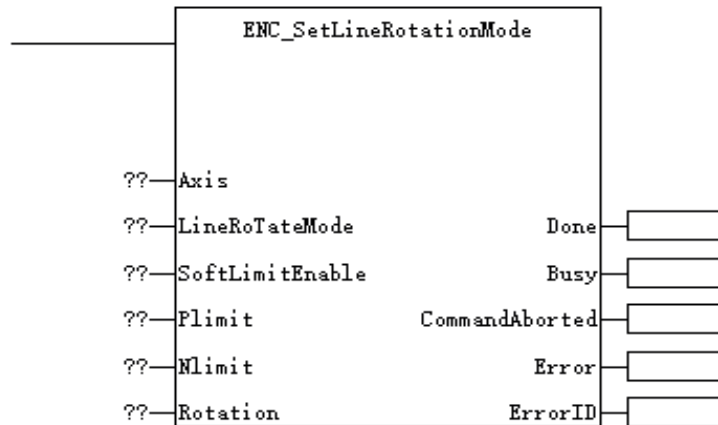 ENC_SetLineRotationMode
??
Axis
??
LineRoTateMode
Done
??
SoftLimitEnable
Busy
??
Plimit
CommandAborted
??
Nlimit
Error
??
Rotation
ErrorID